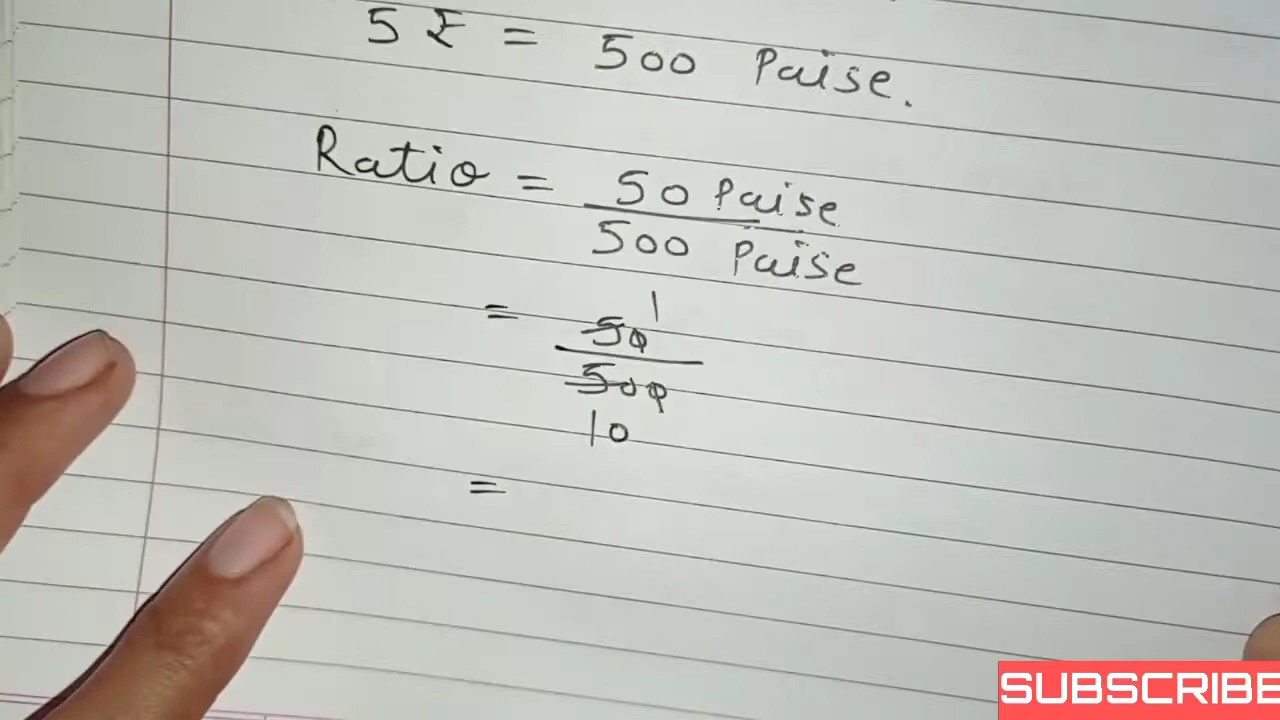 5 ₹ = 500 Paise.
Ratio = 50 Paise
500 Paise
= 50 1
500
10
=
SUBSCRIBE